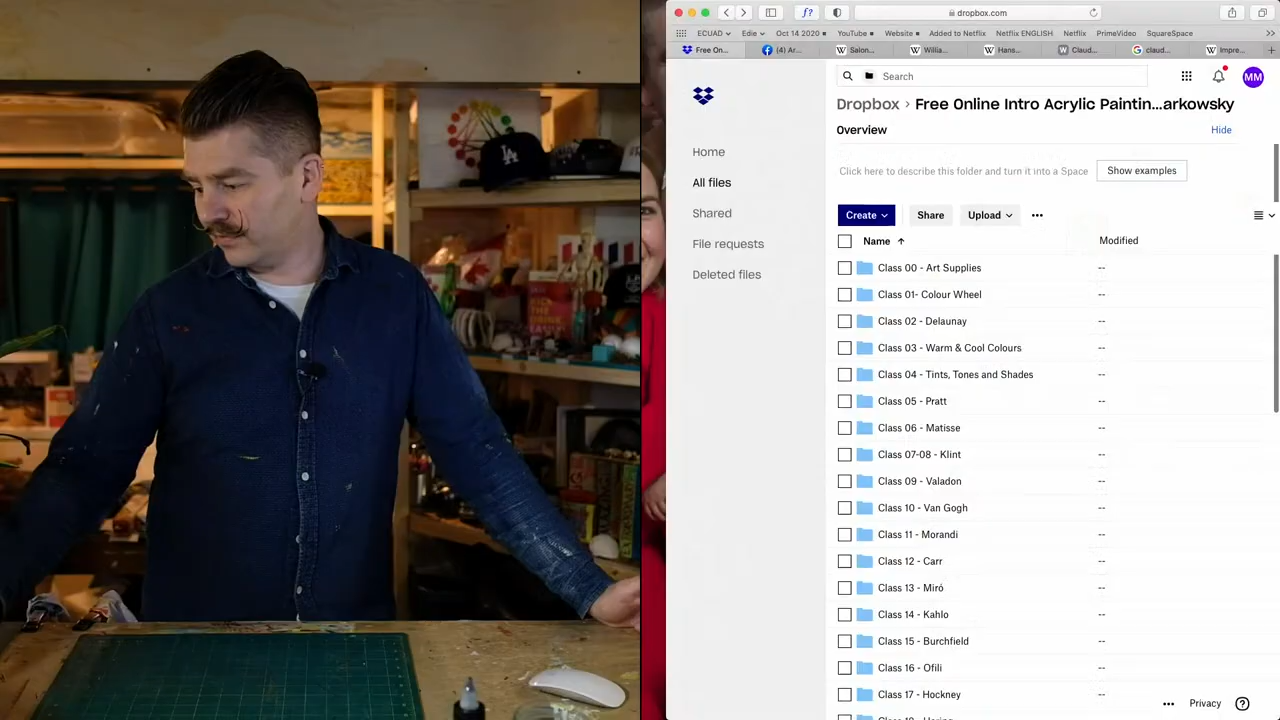 dropbox.com
ECUAD
Edie
Oct 14 2020
YouTube
Website
Added to Netflix
Netflix ENGLISH
Netflix
PrimeVideo
SquareSpace
>>
Free On...
(4) Ar...
Salon...
Willia...
Hans...
Claud...
claud...
Impre...
Search
MM
Dropbox › Free Online Intro Acrylic Paintin...arkowsky
Overview
Hide
Click here to describe this folder and turn it into a Space
Show examples
Home
All files
Shared
File requests
Deleted files
Create
Share
Upload
Name
Modified
Class 00 - Art Supplies --
Class 01- Colour Wheel --
Class 02 - Delaunay --
Class 03 - Warm & Cool Colours --
Class 04 - Tints, Tones and Shades --
Class 05 - Pratt --
Class 06 - Matisse --
Class 07-08 - Klint --
Class 09 - Valadon --
Class 10 - Van Gogh --
Class 11 - Morandi --
Class 12 - Carr --
Class 13 - Miró --
Class 14 - Kahlo --
Class 15 - Burchfield --
Class 16 - Ofili --
Class 17 - Hockney --
Privacy
LA